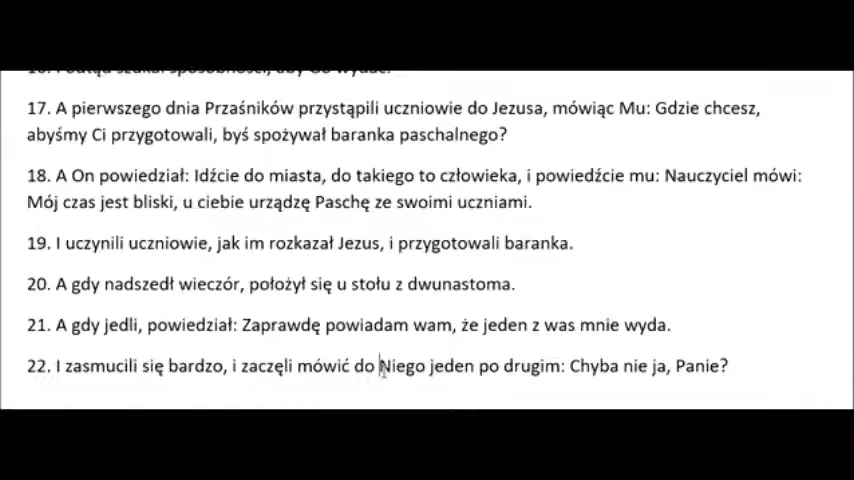 17. A pierwszego dnia Przaśników przystąpili uczniowie do Jezusa, mówiąc Mu: Gdzie chcesz,
abyśmy Ci przygotowali, byś spożywał baranka paschalnego?
18. A On powiedział: Idźcie do miasta, do takiego to człowieka, i powiedźcie mu: Nauczyciel mówi:
Mój czas jest bliski, u ciebie urządzę Paschę ze swoimi uczniami.
19. I uczynili uczniowie, jak im rozkazał Jezus, i przygotowali baranka.
20. A gdy nadszedł wieczór, położył się u stołu z dwunastoma.
21. A gdy jedli, powiedział: Zaprawdę powiadam wam, że jeden z was mnie wyda.
22. I zasmucili się bardzo, i zaczęli mówić do Niego jeden po drugim: Chyba nie ja, Panie?